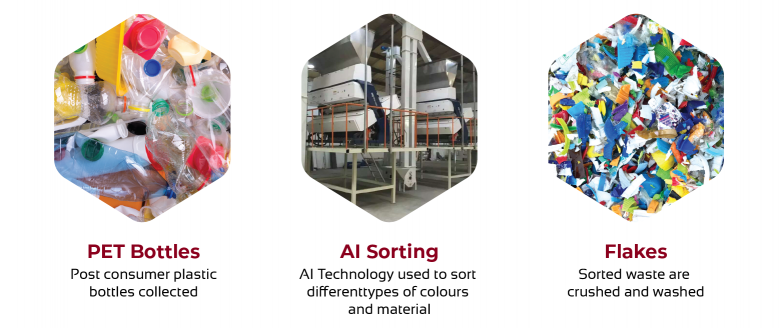 PET Bottles
Post consumer plastic
bottles collected
AI Sorting
AI Technology used to sort
differenttypes of colours
and material
Flakes
Sorted waste are
crushed and washed